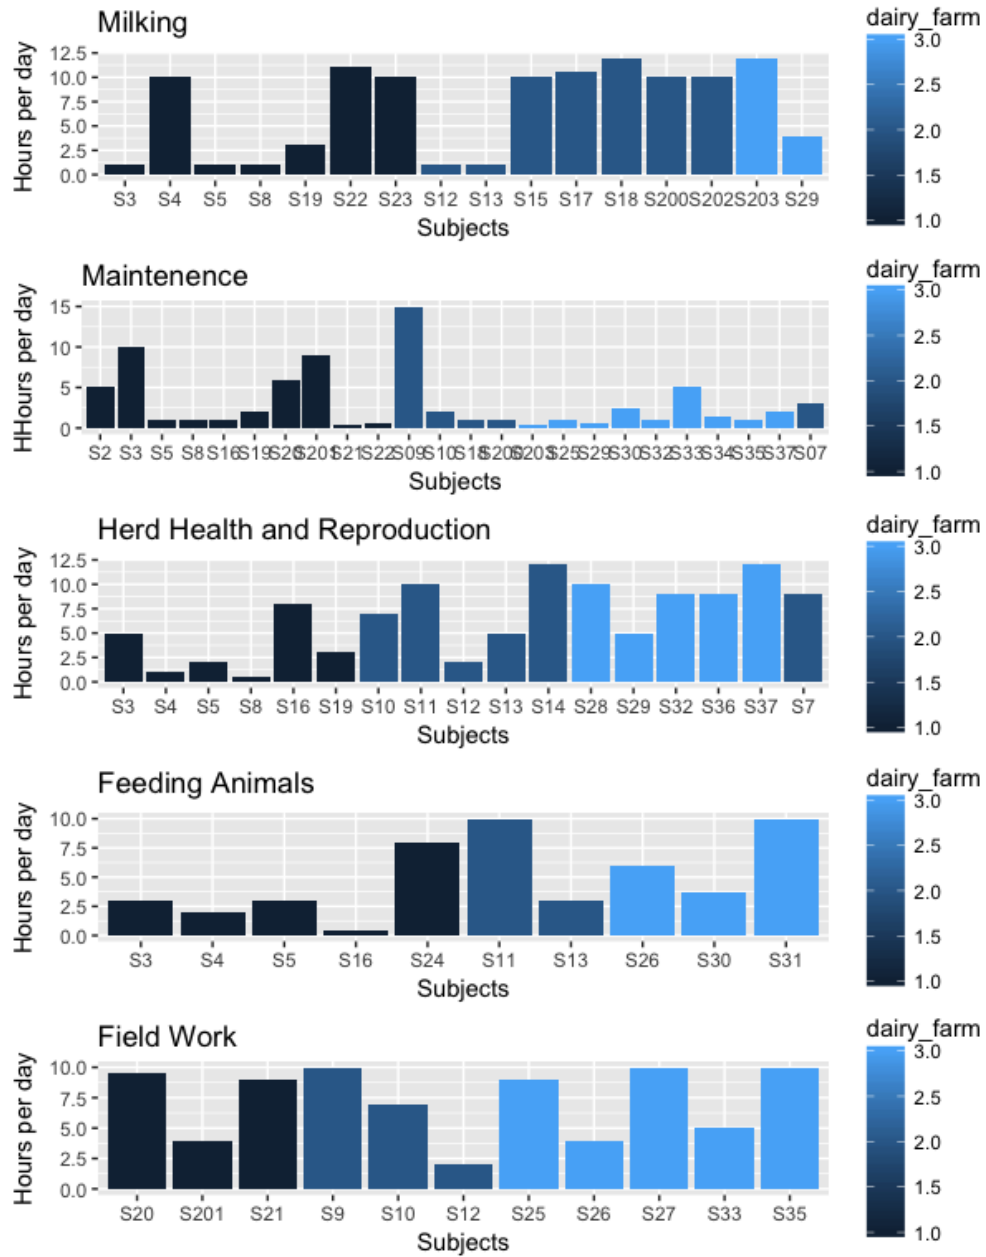 Milking
dairy_farm
Hours per day
12.5
10.0
7.5
5.0
2.5
0.0
3.0
2.5
2.0
1.5
1.0
S3 S4 S5 S8 S19 S22 S23 S12 S13 S15 S17 S18 S200 S202 S203 S29
Subjects
Maintenence
dairy_farm
HHours per day
15
10
5
0
3.0
2.5
2.0
1.5
1.0
S2 S3 S5 S8 S16 S19 S20 S201 S21 S22 S09 S10 S18 S200 S203 S25 S29 S30 S32 S33 S34 S35 S37 S07
Subjects
Herd Health and Reproduction
dairy_farm
Hours per day
12.5
10.0
7.5
5.0
2.5
0.0
3.0
2.5
2.0
1.5
1.0
S3 S4 S5 S8 S16 S19 S10 S11 S12 S13 S14 S28 S29 S32 S36 S37 S7
Subjects
Feeding Animals
dairy_farm
Hours per day
10.0
7.5
5.0
2.5
0.0
3.0
2.5
2.0
1.5
1.0
S3 S4 S5 S16 S24 S11 S13 S26 S30 S31
Subjects
Field Work
dairy_farm
Hours per day
10.0
7.5
5.0
2.5
0.0
3.0
2.5
2.0
1.5
1.0
S20 S201 S21 S9 S10 S12 S25 S26 S27 S33 S35
Subjects